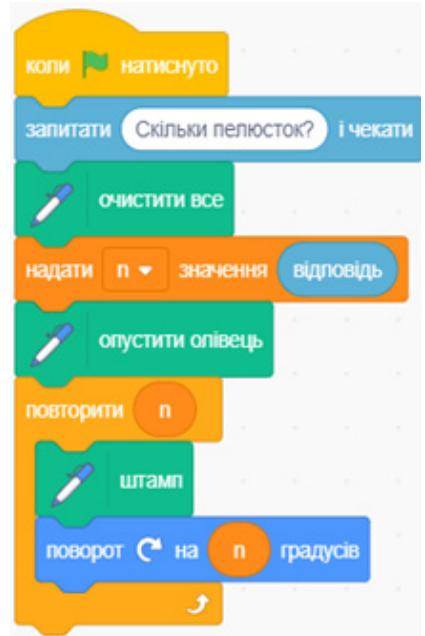 коли натиснуто
запитати Скільки пелюсток? і чекати
очистити все
надати n значення відповідь
опустити олівець
повторити n
штамп
поворот на n градусів